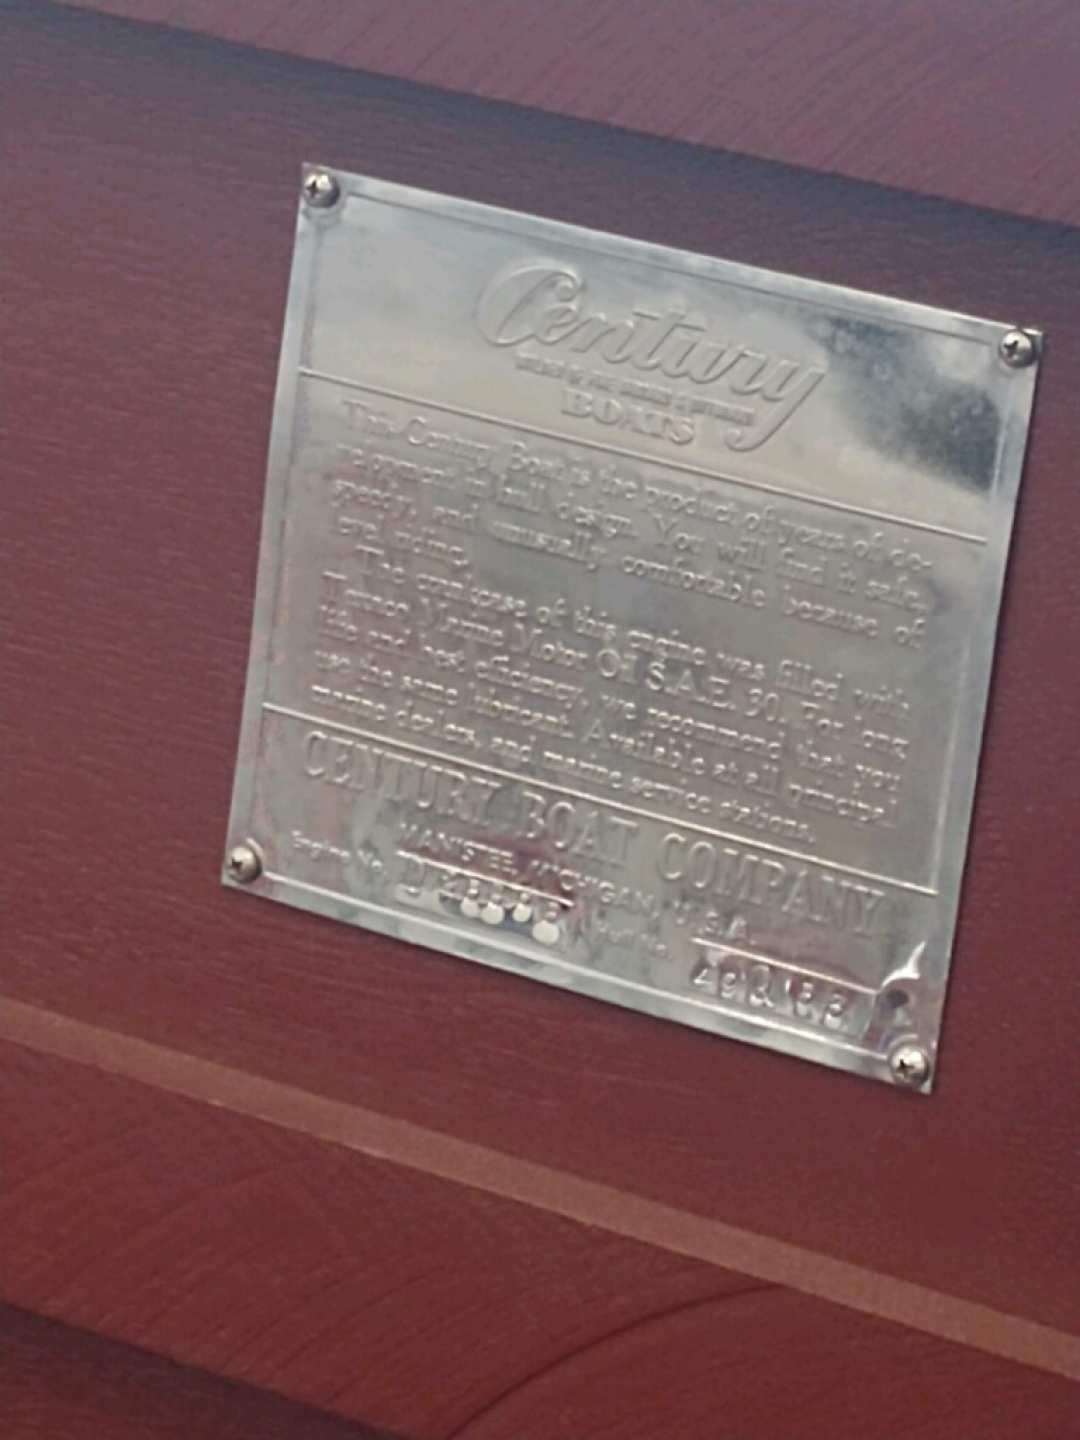 Century
BOATS
This Century Boat is the product of years of de-
velopment in hull design. You will find it safe,
speedy, and unusually comfortable because of
level riding.
The crankcase of this engine was filled with
Marine Motor Oil S.A.E. 30. For long
life and best efficiency, we recommend that you
use the same lubricant. Available at all principal
marine dealers, and marine service stations.
CENTURY BOAT COMPANY
MANISTEE, MICHIGAN, U.S.A.
Engine No.
Hull No.